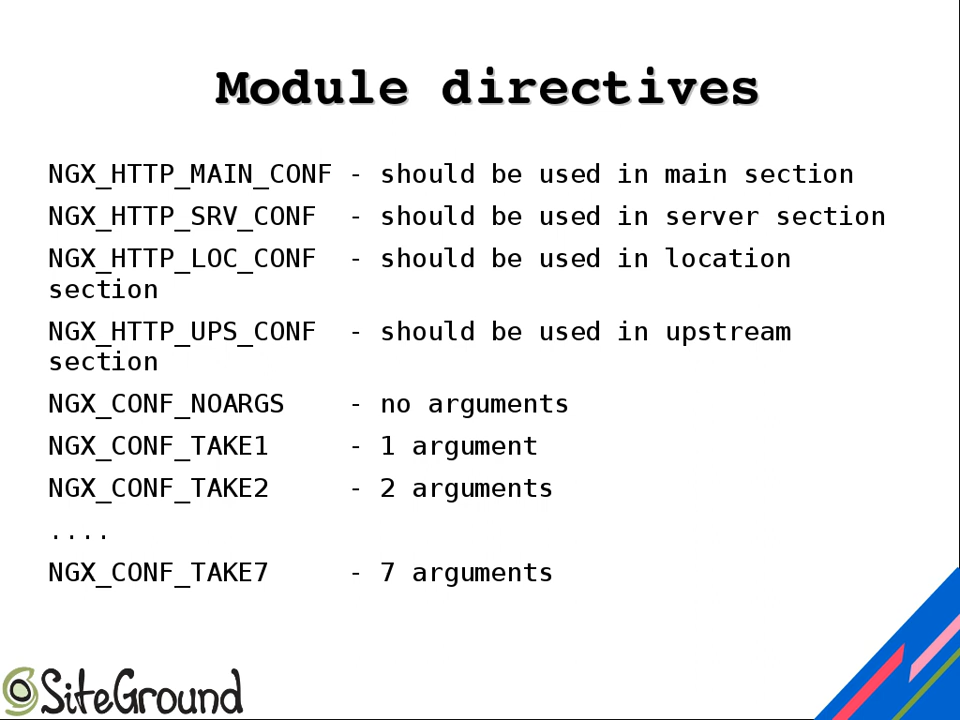 Module directives
NGX_HTTP_MAIN_CONF - should be used in main section
NGX_HTTP_SRV_CONF  - should be used in server section
NGX_HTTP_LOC_CONF  - should be used in location
section
NGX_HTTP_UPS_CONF  - should be used in upstream
section
NGX_CONF_NOARGS    - no arguments
NGX_CONF_TAKE1     - 1 argument
NGX_CONF_TAKE2     - 2 arguments
....
NGX_CONF_TAKE7     - 7 arguments
SiteGround